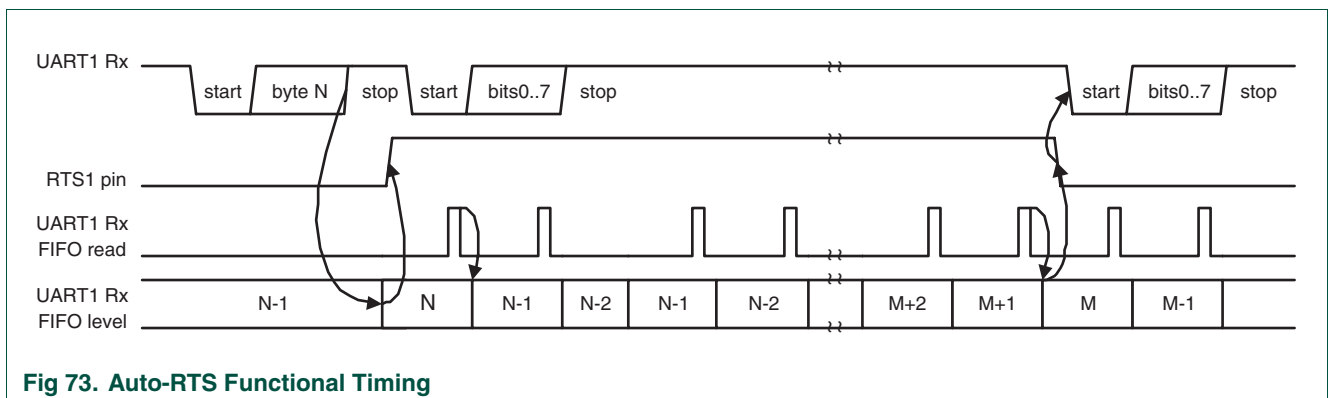 UART1 Rx
start byte N stop start bits0..7 stop start bits0..7 stop
RTS1 pin
UART1 Rx
FIFO read
UART1 Rx
FIFO level
N-1 N N-1 N-2 N-1 N-2 M+2 M+1 M M-1
Fig 73. Auto-RTS Functional Timing